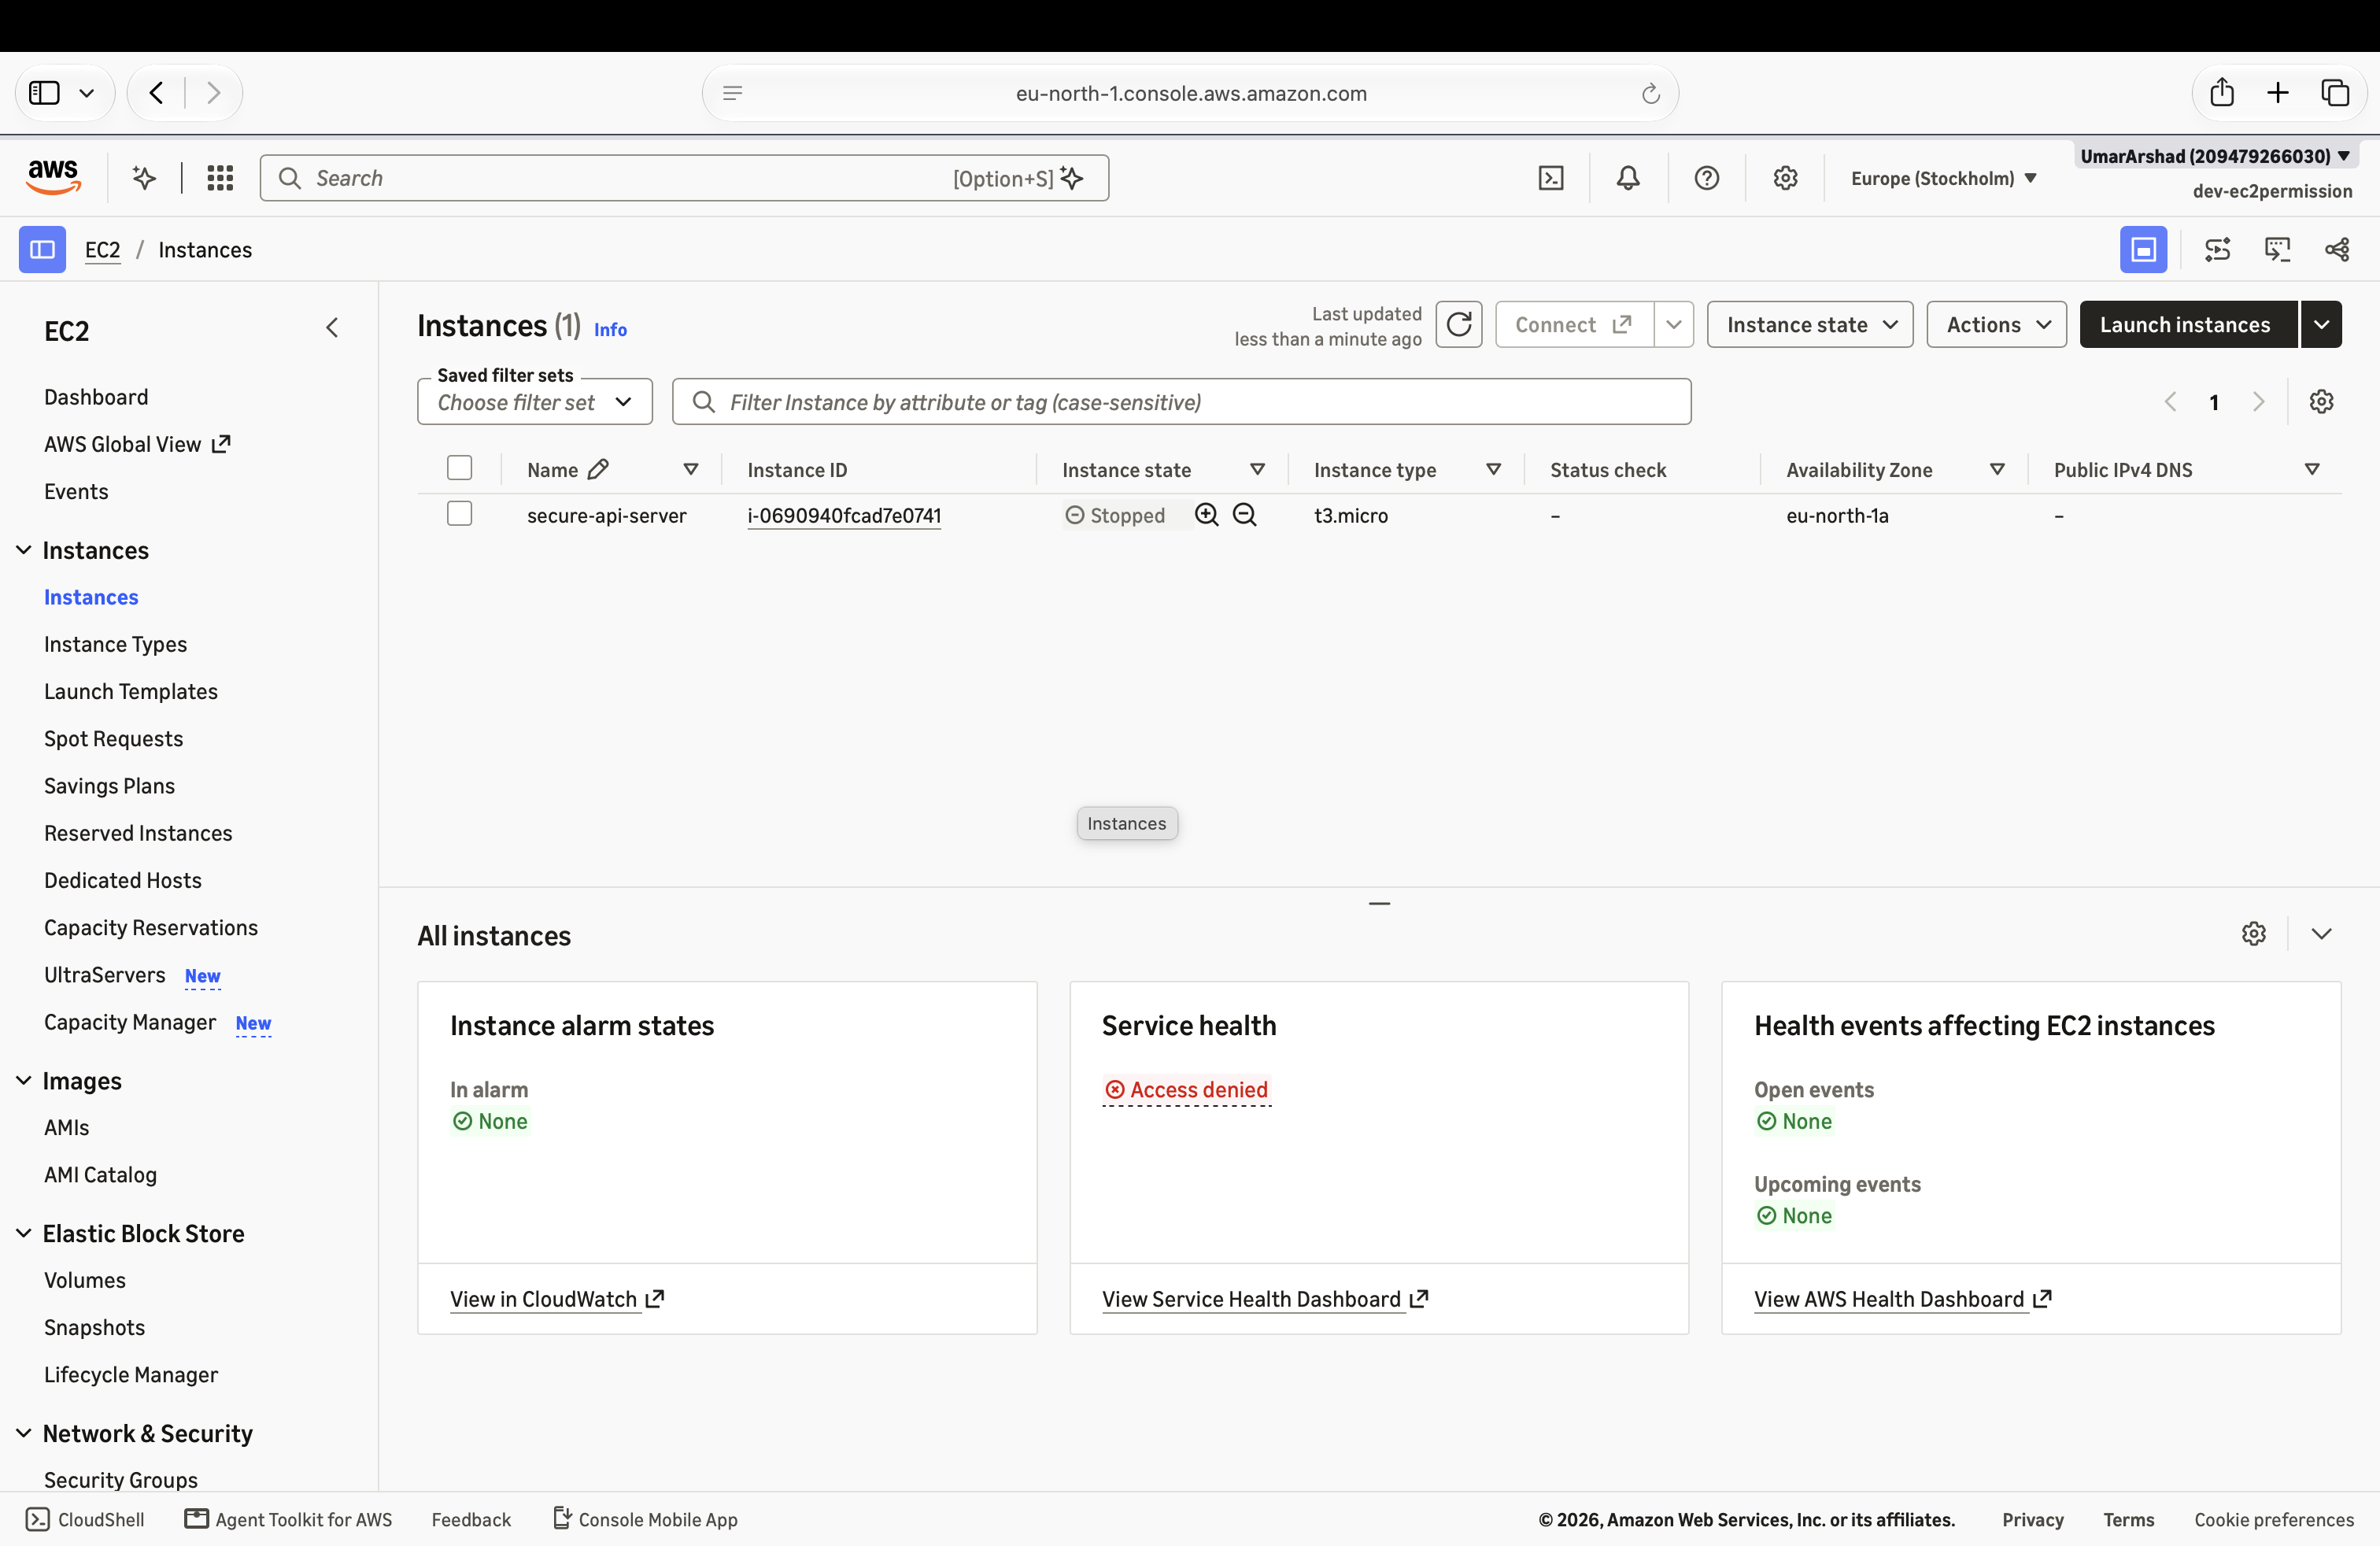 eu-north-1.console.aws.amazon.com
aws
Search
[Option+S]
Europe (Stockholm)
UmarArshad (209479266030)
dev-ec2permission
EC2 / Instances
EC2
Dashboard
AWS Global View
Events
Instances
Instances
Instance Types
Launch Templates
Spot Requests
Savings Plans
Reserved Instances
Dedicated Hosts
Capacity Reservations
UltraServers New
Capacity Manager New
Images
AMIs
AMI Catalog
Elastic Block Store
Volumes
Snapshots
Lifecycle Manager
Network & Security
Security Groups
Instances (1) Info
Last updated
less than a minute ago
Connect
Instance state
Actions
Launch instances
Saved filter sets
Choose filter set
Filter Instance by attribute or tag (case-sensitive)
1
Name Instance ID Instance state Instance type Status check Availability Zone Public IPv4 DNS
secure-api-server i-0690940fcad7e0741 Stopped t3.micro – eu-north-1a –
Instances
All instances
Instance alarm states
In alarm
None
View in CloudWatch
Service health
Access denied
View Service Health Dashboard
Health events affecting EC2 instances
Open events
None
Upcoming events
None
View AWS Health Dashboard
CloudShell Agent Toolkit for AWS Feedback Console Mobile App © 2026, Amazon Web Services, Inc. or its affiliates. Privacy Terms Cookie preferences